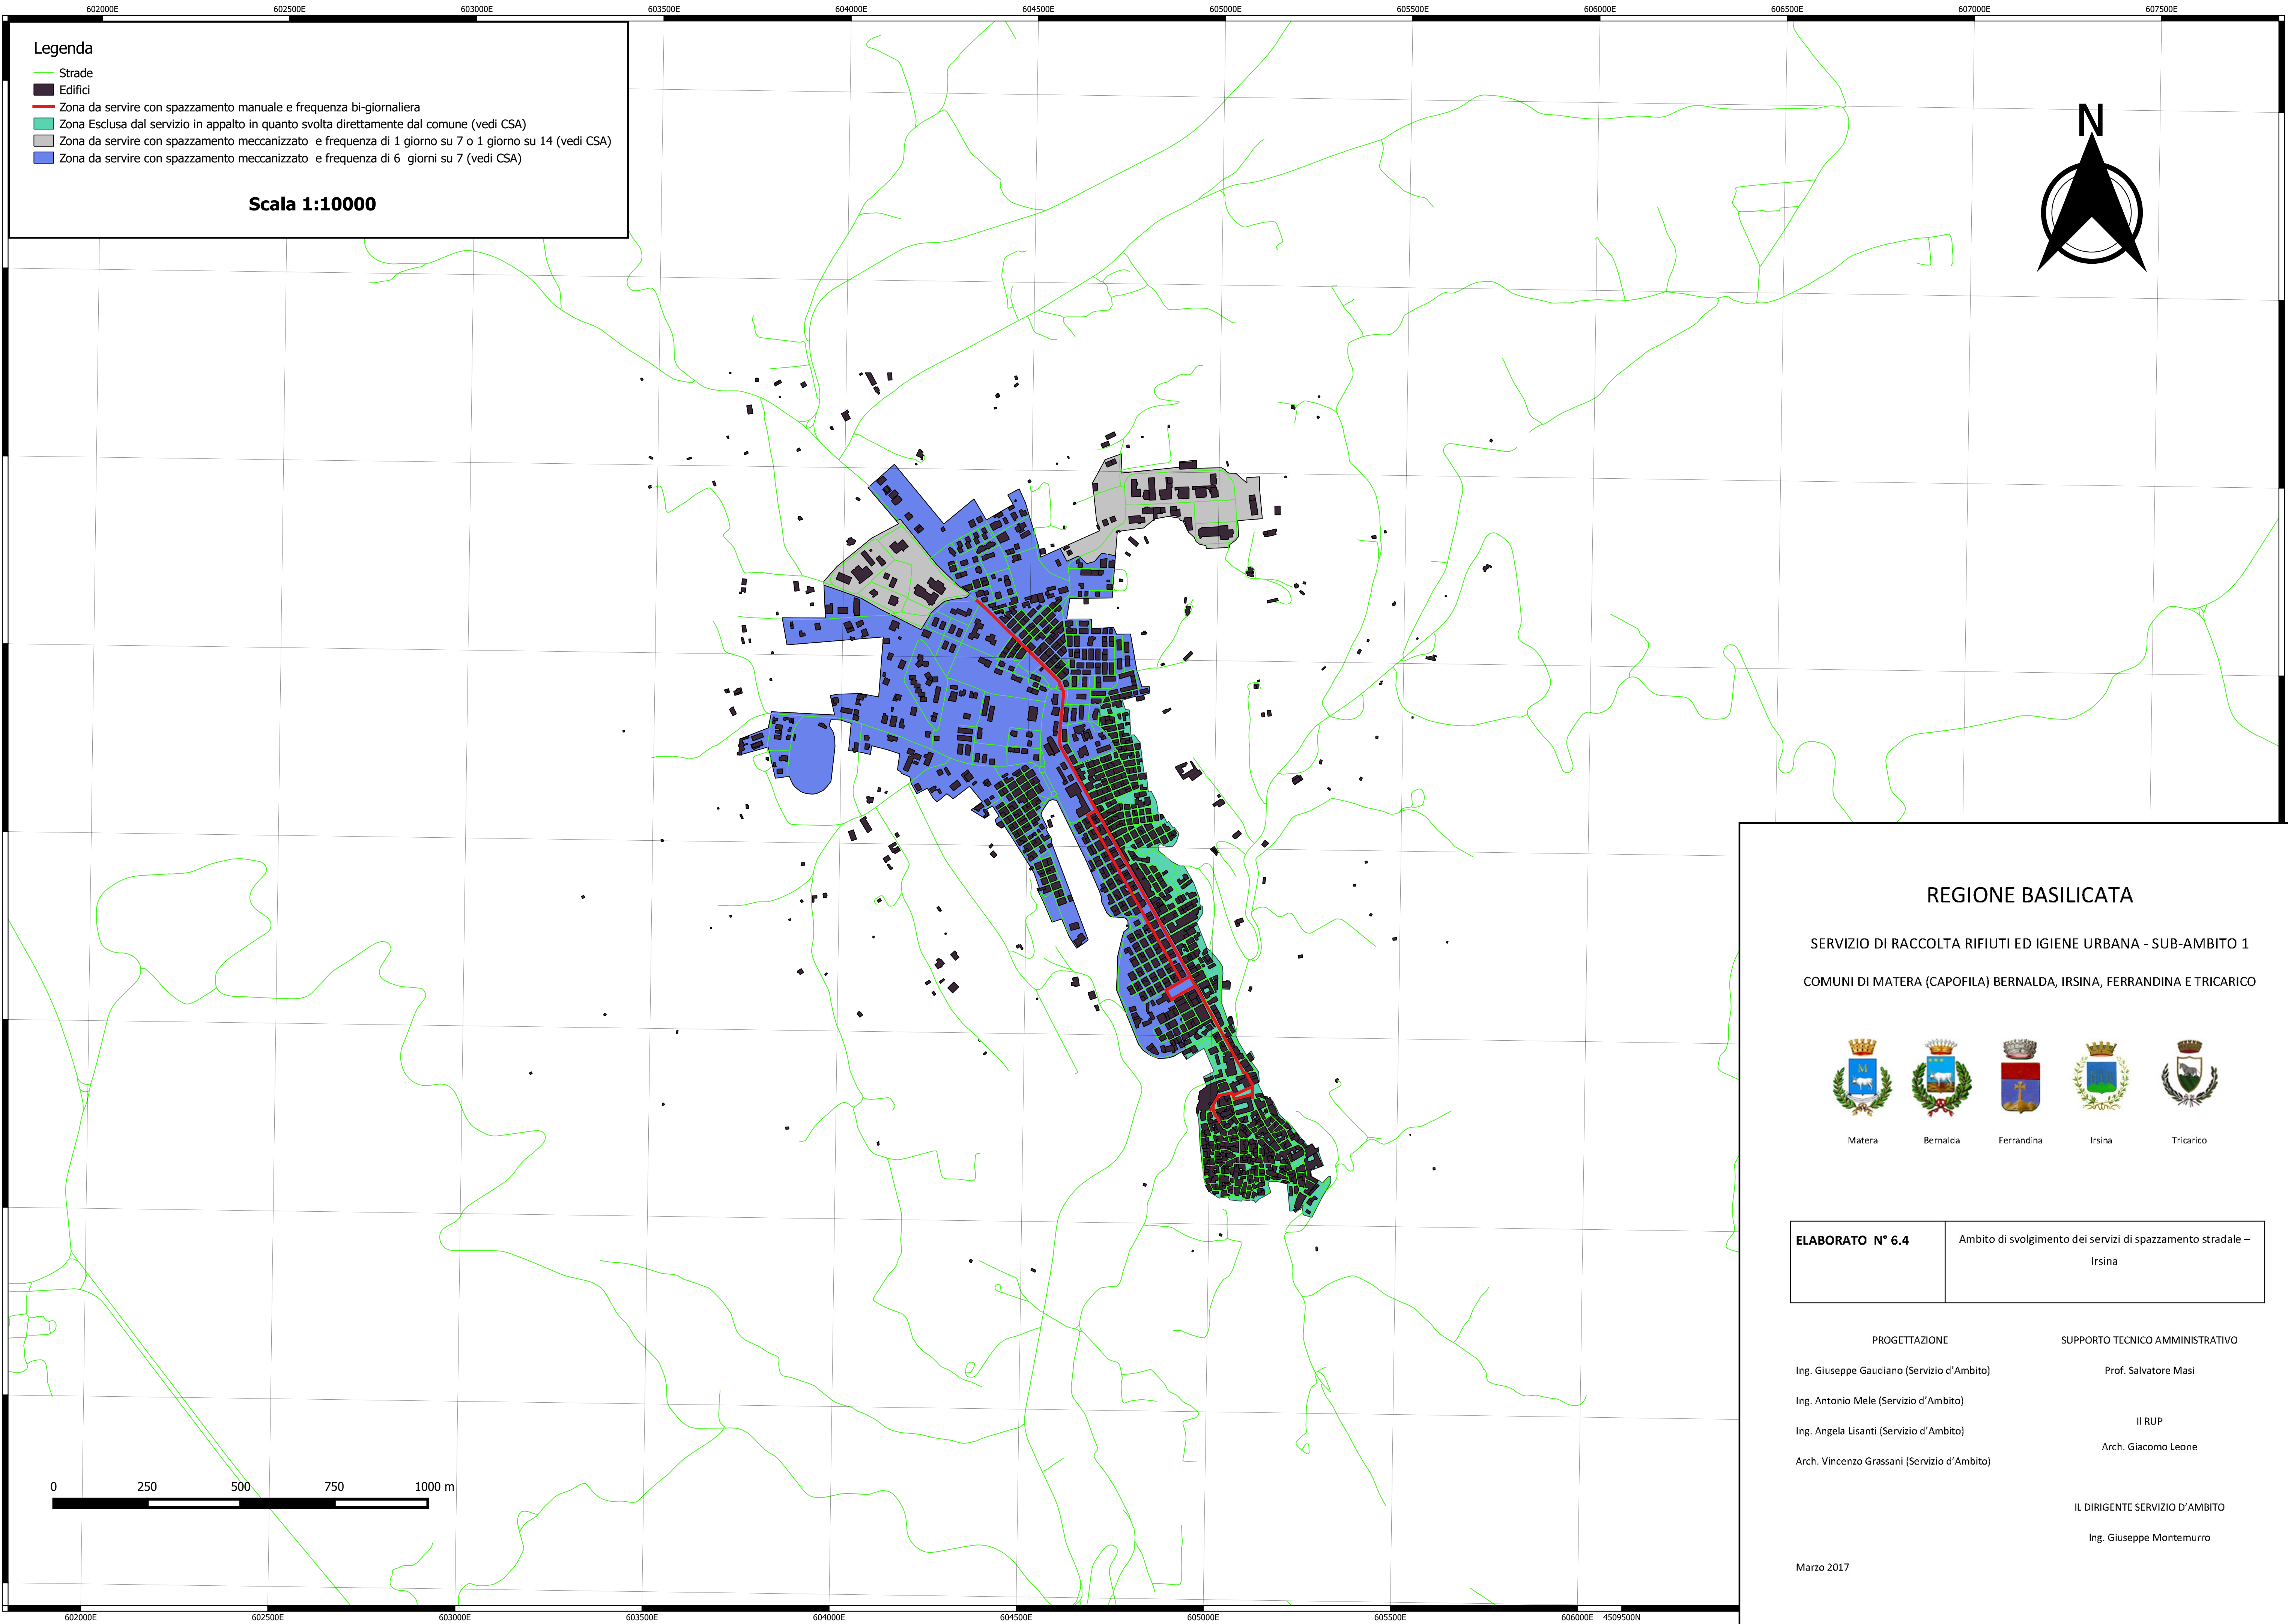 602000E 602500E 603000E 603500E 604000E 604500E 605000E 605500E 606000E 606500E 607000E 607500E
Legenda
Strade
Edifici
Zona da servire con spazzamento manuale e frequenza bi-giornaliera
Zona Esclusa dal servizio in appalto in quanto svolta direttamente dal comune (vedi CSA)
Zona da servire con spazzamento meccanizzato e frequenza di 1 giorno su 7 o 1 giorno su 14 (vedi CSA)
Zona da servire con spazzamento meccanizzato e frequenza di 6 giorni su 7 (vedi CSA)
Scala 1:10000
N
REGIONE BASILICATA
SERVIZIO DI RACCOLTA RIFIUTI ED IGIENE URBANA - SUB-AMBITO 1
COMUNI DI MATERA (CAPOFILA) BERNALDA, IRSINA, FERRANDINA E TRICARICO
M
Matera Bernalda Ferrandina Irsina Tricarico
ELABORATO N° 6.4
Ambito di svolgimento dei servizi di spazzamento stradale –
Irsina
PROGETTAZIONE
Ing. Giuseppe Gaudiano (Servizio d'Ambito)
Ing. Antonio Mele (Servizio d'Ambito)
Ing. Angela Lisanti (Servizio d'Ambito)
Arch. Vincenzo Grassani (Servizio d'Ambito)
SUPPORTO TECNICO AMMINISTRATIVO
Prof. Salvatore Masi
Il RUP
Arch. Giacomo Leone
IL DIRIGENTE SERVIZIO D'AMBITO
Ing. Giuseppe Montemurro
Marzo 2017
0 250 500 750 1000 m
602000E 602500E 603000E 603500E 604000E 604500E 605000E 605500E 606000E 4509500N